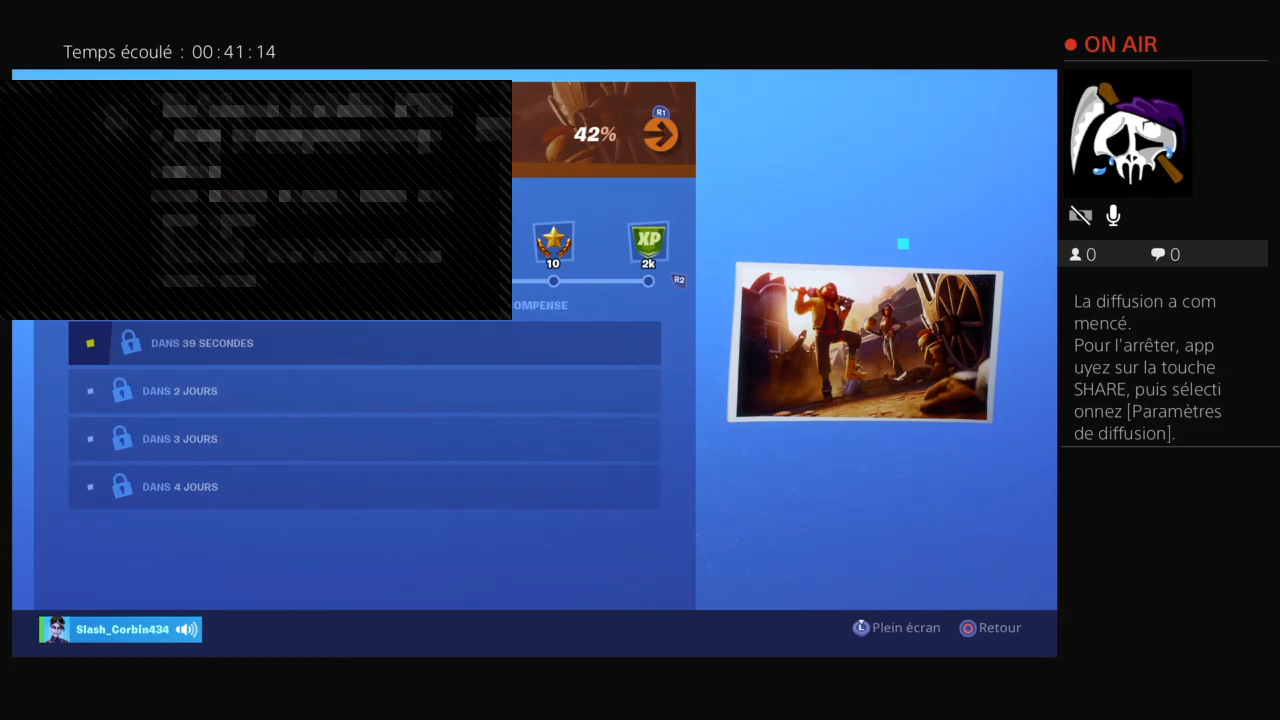 Temps écoulé : 00:41:14
ON AIR
42%
R1
XP
10
2k
R2
0
0
DANS 39 SECONDES
DANS 2 JOURS
DANS 3 JOURS
DANS 4 JOURS
La diffusion a com
mencé.
Pour l'arrêter, app
uyez sur la touche
SHARE, puis sélecti
onnez [Paramètres
de diffusion].
Slash_Corbin434
L
Plein écran
Retour